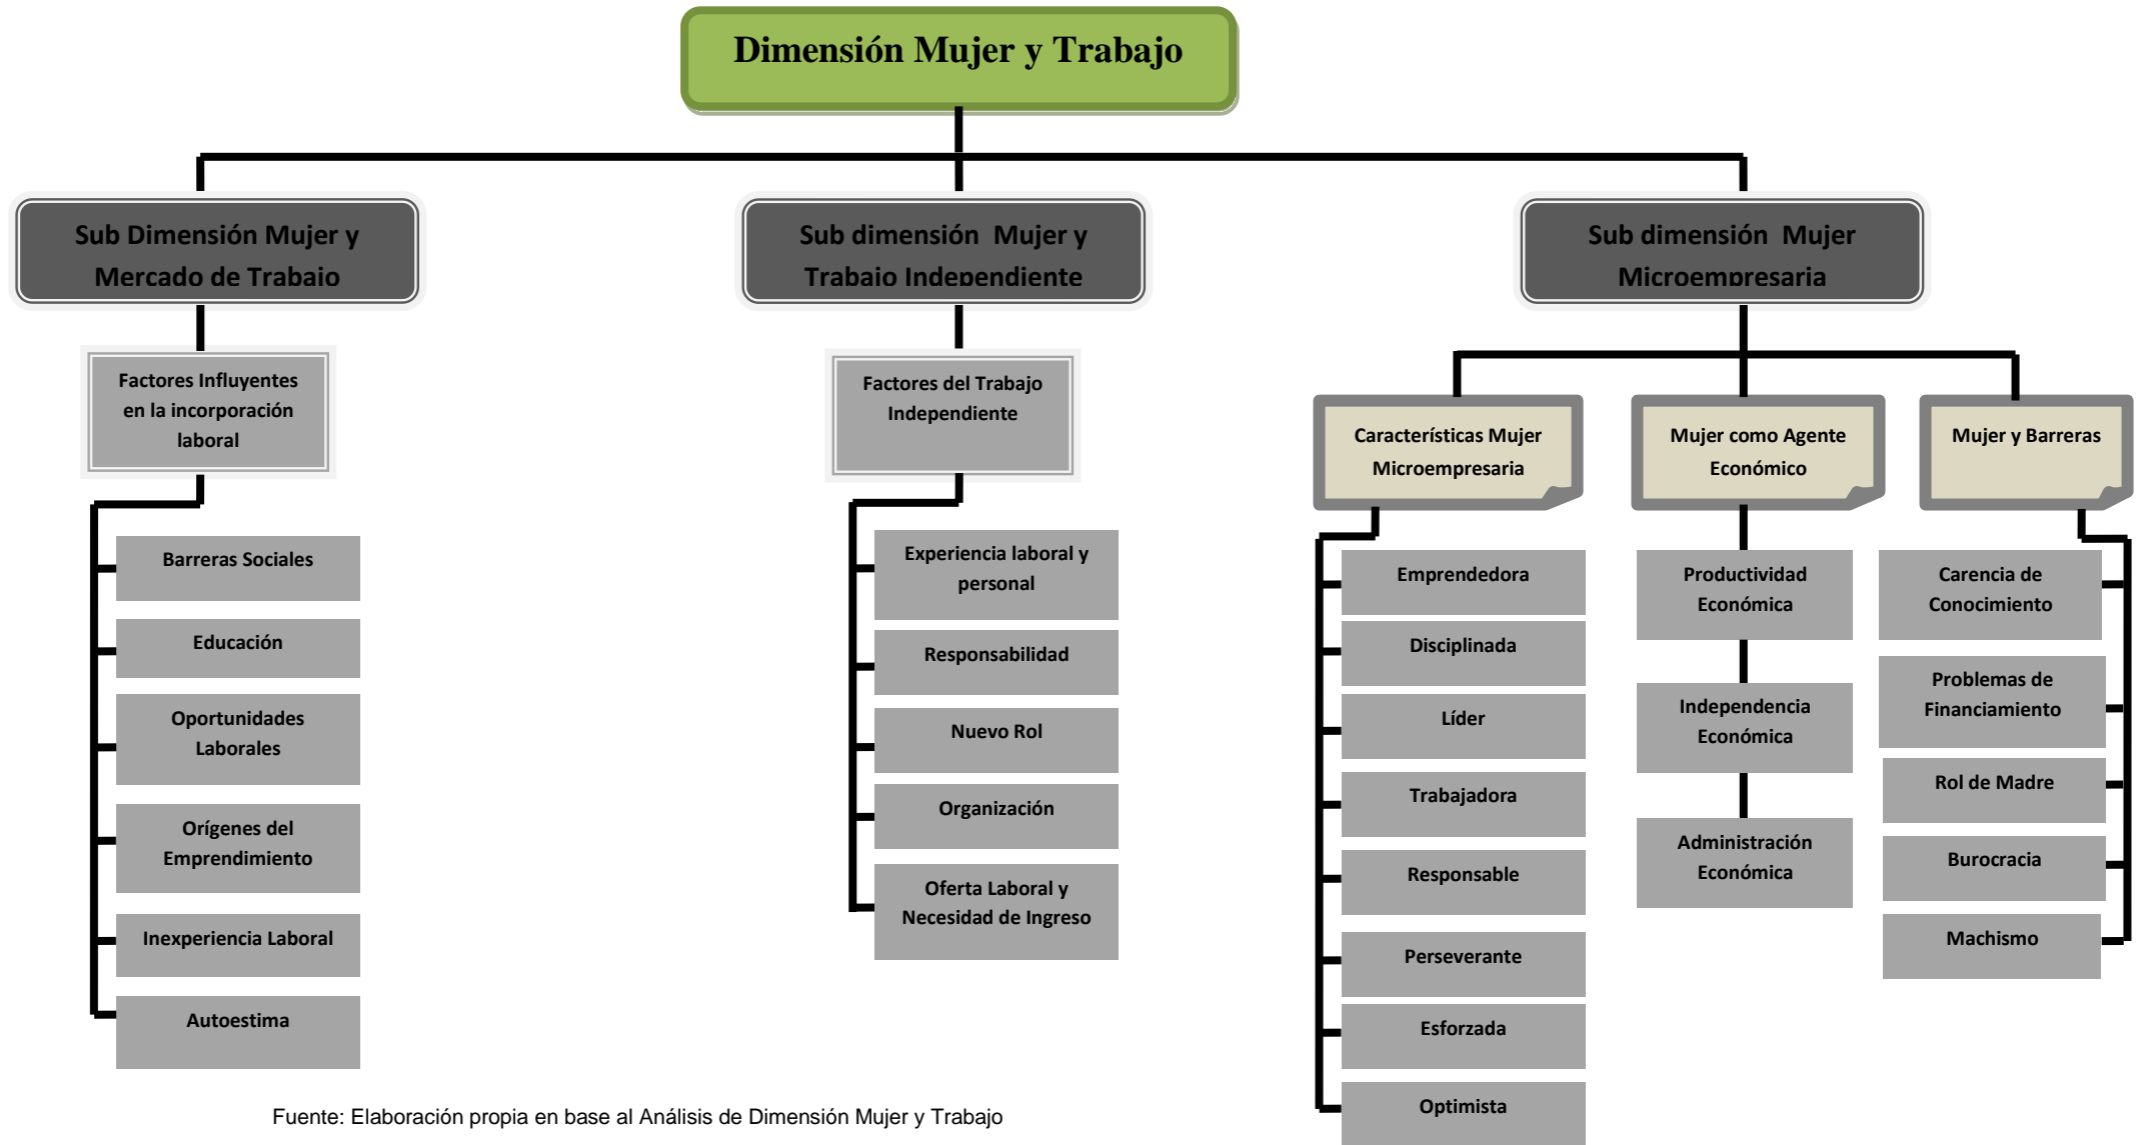 Dimensión Mujer y Trabajo
Sub Dimensión Mujer y
Mercado de Trabajo
Factores Influyentes
en la incorporación
laboral
Barreras Sociales
Educación
Oportunidades
Laborales
Orígenes del
Emprendimiento
Inexperiencia Laboral
Autoestima
Sub dimensión Mujer y
Trabajo Independiente
Factores del Trabajo
Independiente
Experiencia laboral y
personal
Responsabilidad
Nuevo Rol
Organización
Oferta Laboral y
Necesidad de Ingreso
Sub dimensión Mujer
Microempresaria
Características Mujer
Microempresaria
Emprendedora
Disciplinada
Líder
Trabajadora
Responsable
Perseverante
Esforzada
Optimista
Mujer como Agente
Económico
Productividad
Económica
Independencia
Económica
Administración
Económica
Mujer y Barreras
Carencia de
Conocimiento
Problemas de
Financiamiento
Rol de Madre
Burocracia
Machismo
Fuente: Elaboración propia en base al Análisis de Dimensión Mujer y Trabajo